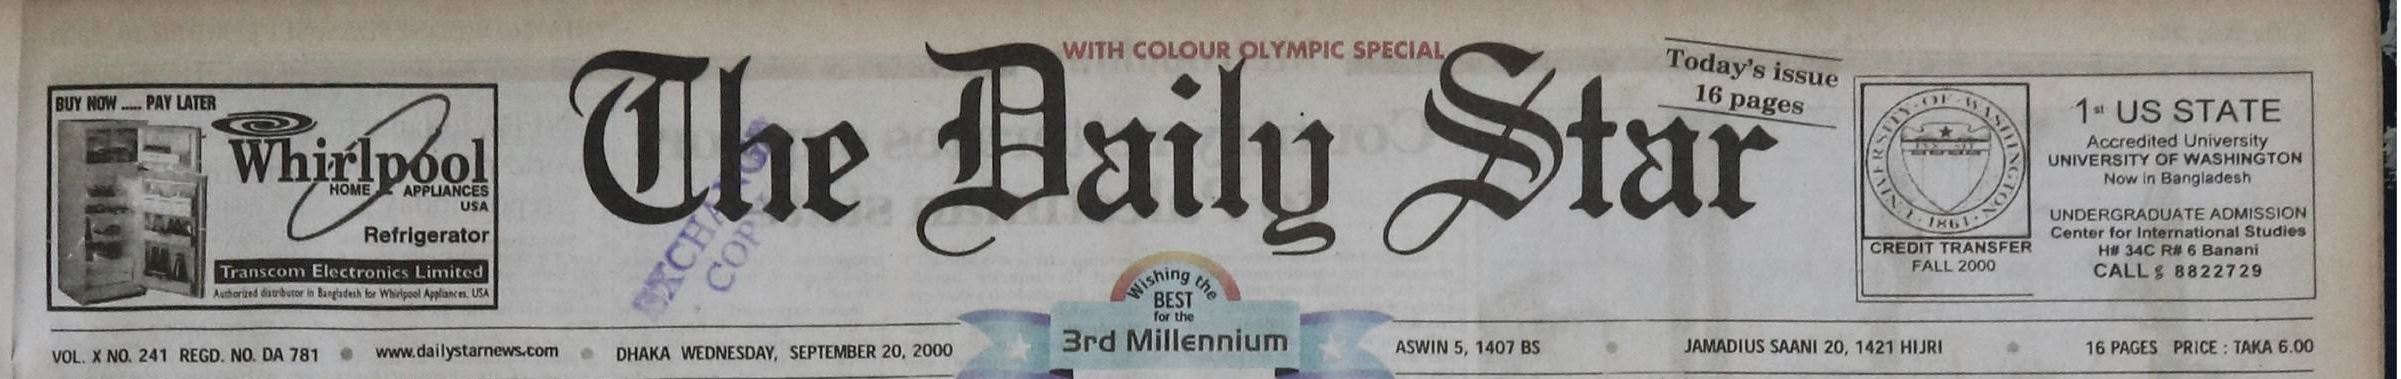 WITH COLOUR OLYMPIC SPECIAL
The Daily Star
Today's issue
16 pages
BUY NOW ..... PAY LATER
Whirlpool
HOME APPLIANCES
USA
Refrigerator
Transcom Electronics Limited
Authorized distributor in Bangladesh for Whirlpool Appliances. USA
EXCHANGE
COPY
UNIVERSITY · OF · WASHINGTON
1861
CREDIT TRANSFER
FALL 2000
1st US STATE
Accredited University
UNIVERSITY OF WASHINGTON
Now in Bangladesh
UNDERGRADUATE ADMISSION
Center for International Studies
H# 34C R# 6 Banani
CALL : 8822729
Wishing the
BEST
for the
3rd Millennium
VOL. X NO. 241 REGD. NO. DA 781 ● www.dailystarnews.com ● DHAKA WEDNESDAY, SEPTEMBER 20, 2000 ASWIN 5, 1407 BS ● JAMADIUS SAANI 20, 1421 HIJRI ● 16 PAGES PRICE : TAKA 6.00